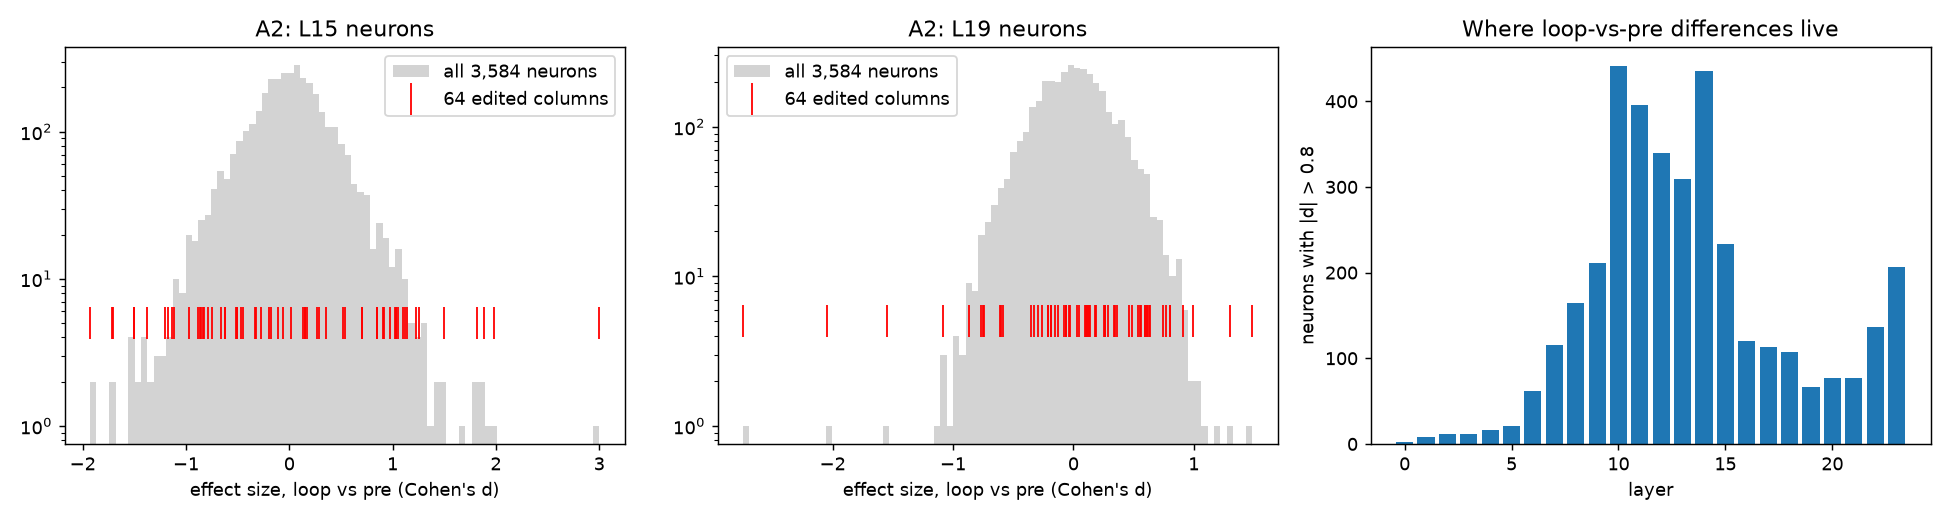 A2: L15 neurons
all 3,584 neurons
64 edited columns
10²
10¹
10⁰
−2 −1 0 1 2 3
effect size, loop vs pre (Cohen's d)
A2: L19 neurons
all 3,584 neurons
64 edited columns
10²
10¹
10⁰
−2 −1 0 1
effect size, loop vs pre (Cohen's d)
Where loop-vs-pre differences live
neurons with |d| > 0.8
400
300
200
100
0
0 5 10 15 20
layer